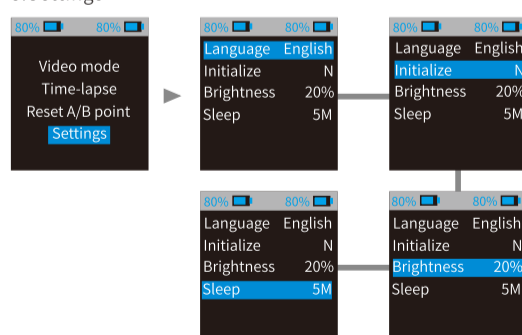 Settings
80% 80%
Video mode
Time-lapse
Reset A/B point
Settings
80% 80%
Language English
Initialize N
Brightness 20%
Sleep 5M
80% 80%
Language English
Initialize N
Brightness 20%
Sleep 5M
80% 80%
Language English
Initialize N
Brightness 20%
Sleep 5M
80% 80%
Language English
Initialize N
Brightness 20%
Sleep 5M